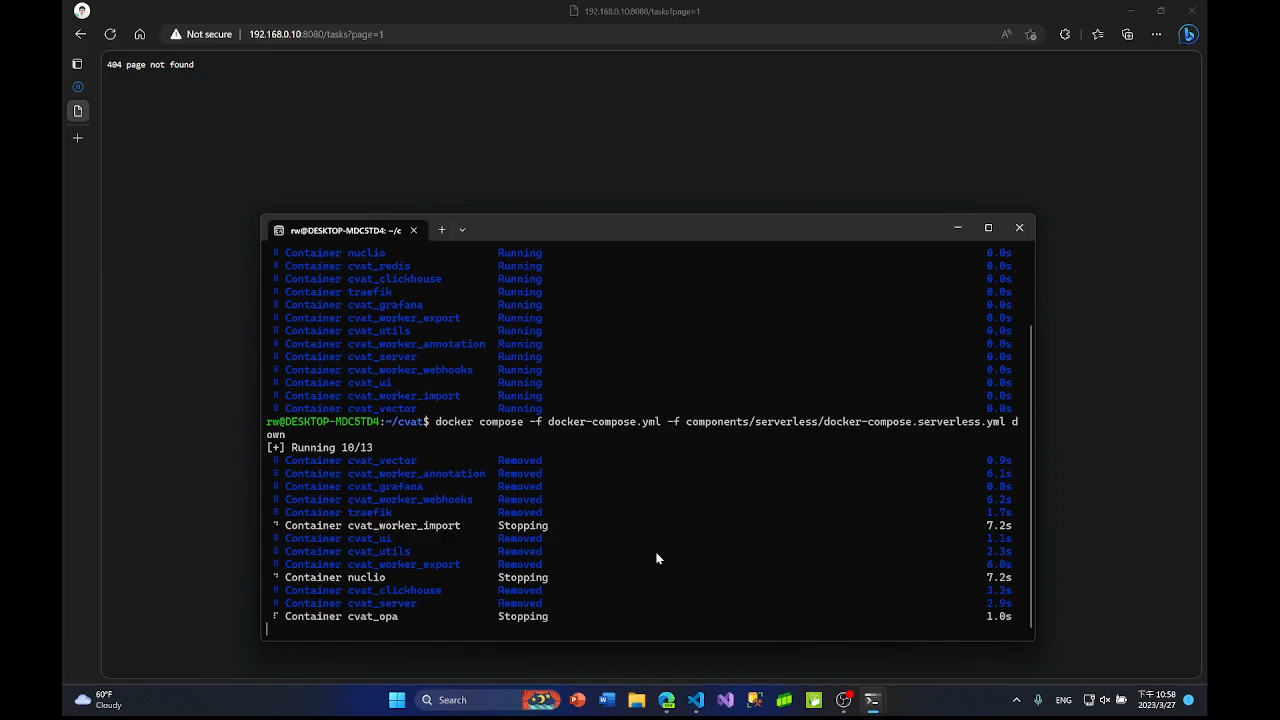 192.168.0.10:8080/tasks?page=1
Not secure 192.168.0.10:8080/tasks?page=1
404 page not found
rw@DESKTOP-MDC5TD4: ~/c
Container nuclio Running 0.0s
Container cvat_redis Running 0.0s
Container cvat_clickhouse Running 0.0s
Container traefik Running 0.0s
Container cvat_grafana Running 0.0s
Container cvat_worker_export Running 0.0s
Container cvat_utils Running 0.0s
Container cvat_worker_annotation Running 0.0s
Container cvat_server Running 0.0s
Container cvat_worker_webhooks Running 0.0s
Container cvat_ui Running 0.0s
Container cvat_worker_import Running 0.0s
Container cvat_vector Running 0.0s
rw@DESKTOP-MDC5TD4:~/cvat$ docker compose -f docker-compose.yml -f components/serverless/docker-compose.serverless.yml d
own
[+] Running 10/13
Container cvat_vector Removed 0.9s
Container cvat_worker_annotation Removed 6.1s
Container cvat_grafana Removed 0.8s
Container cvat_worker_webhooks Removed 6.2s
Container traefik Removed 1.7s
Container cvat_worker_import Stopping 7.2s
Container cvat_ui Removed 1.1s
Container cvat_utils Removed 2.3s
Container cvat_worker_export Removed 6.0s
Container nuclio Stopping 7.2s
Container cvat_clickhouse Removed 3.3s
Container cvat_server Removed 2.9s
Container cvat_opa Stopping 1.0s
60°F
Cloudy
Search
ENG
下午 10:58
2023/3/27